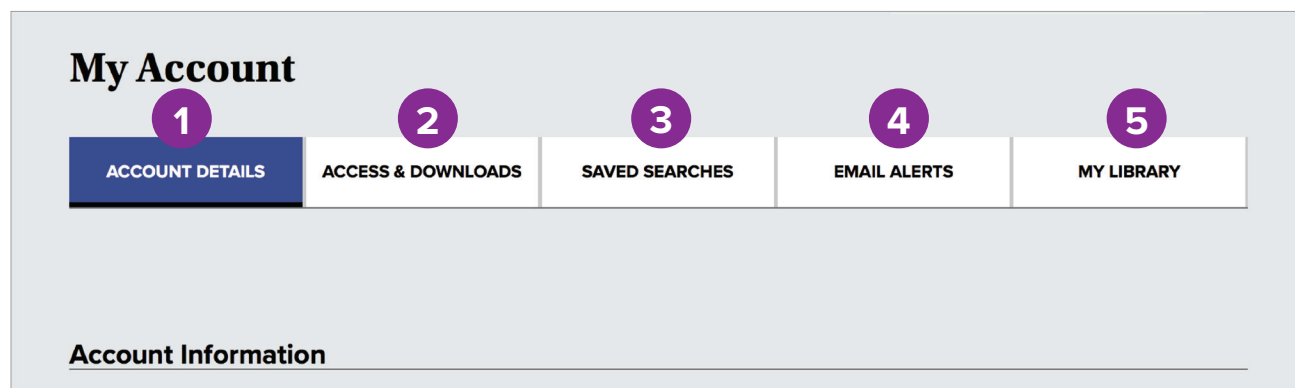 My Account
1 2 3 4 5
ACCOUNT DETAILS ACCESS & DOWNLOADS SAVED SEARCHES EMAIL ALERTS MY LIBRARY
Account Information